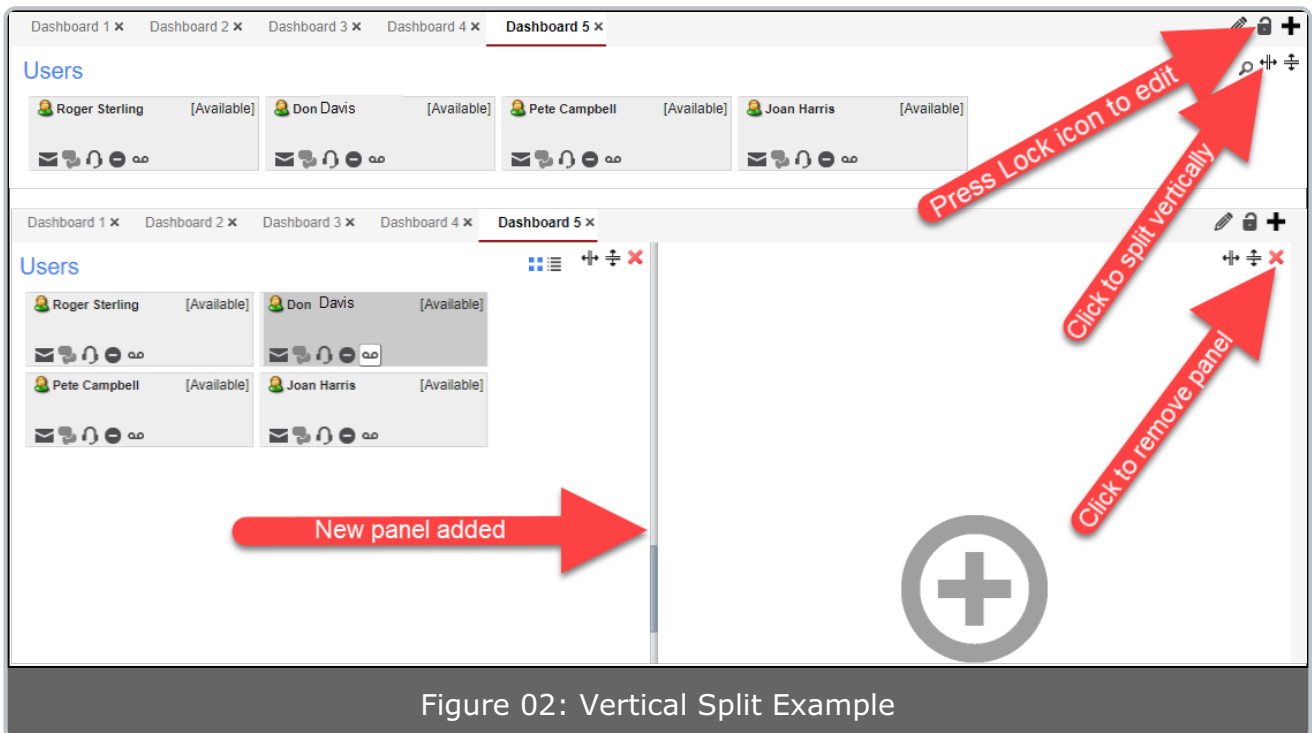 Dashboard 1 × Dashboard 2 × Dashboard 3 × Dashboard 4 × Dashboard 5 ×
Users
Roger Sterling [Available] Don Davis [Available] Pete Campbell [Available] Joan Harris [Available]
Press Lock icon to edit
Click to split vertically
Dashboard 1 × Dashboard 2 × Dashboard 3 × Dashboard 4 × Dashboard 5 ×
Users
Roger Sterling [Available] Don Davis [Available]
Pete Campbell [Available] Joan Harris [Available]
Click to remove panel
New panel added
Figure 02: Vertical Split Example